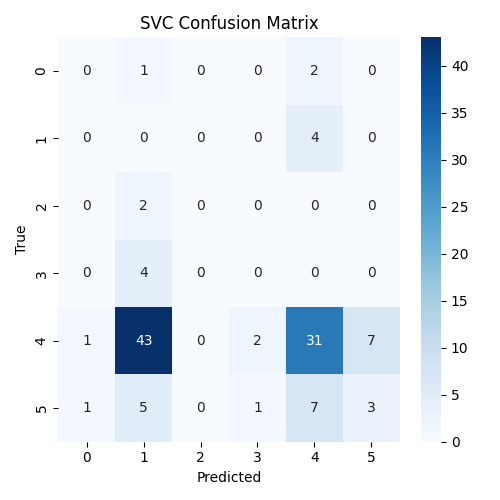 SVC Confusion Matrix
0 0 1 0 0 2 0
1 0 0 0 0 4 0
2 0 2 0 0 0 0
3 0 4 0 0 0 0
4 1 43 0 2 31 7
5 1 5 0 1 7 3
0 1 2 3 4 5
Predicted
True
40
35
30
25
20
15
10
5
0